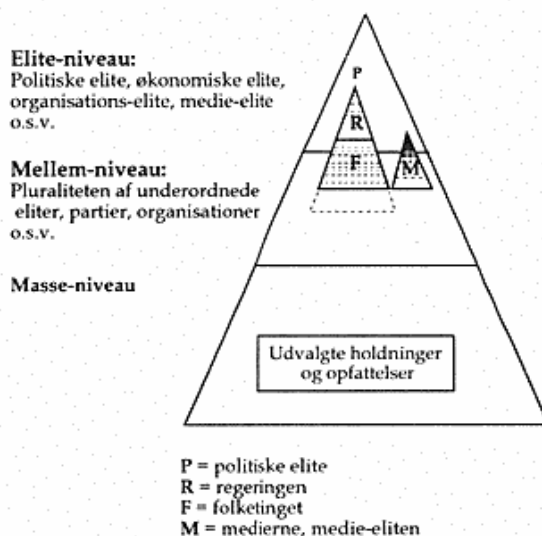 Elite-niveau:
Politiske elite, økonomiske elite,
organisations-elite, medie-elite
o.s.v.
Mellem-niveau:
Pluraliteten af underordnede
eliter, partier, organisationer
o.s.v.
Masse-niveau
P
R
F
M
Udvalgte holdninger
og opfattelser
P = politiske elite
R = regeringen
F = folketinget
M = medierne, medie-eliten